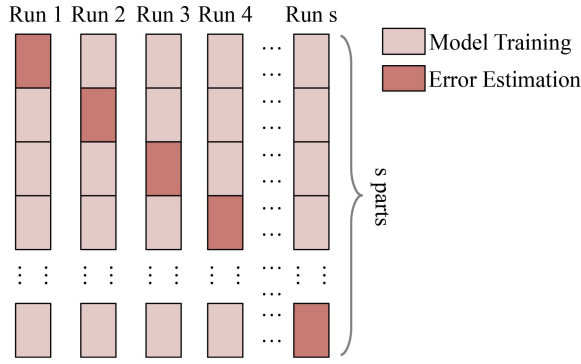 Run 1 Run 2 Run 3 Run 4 ... Run s
Model Training
Error Estimation
s parts